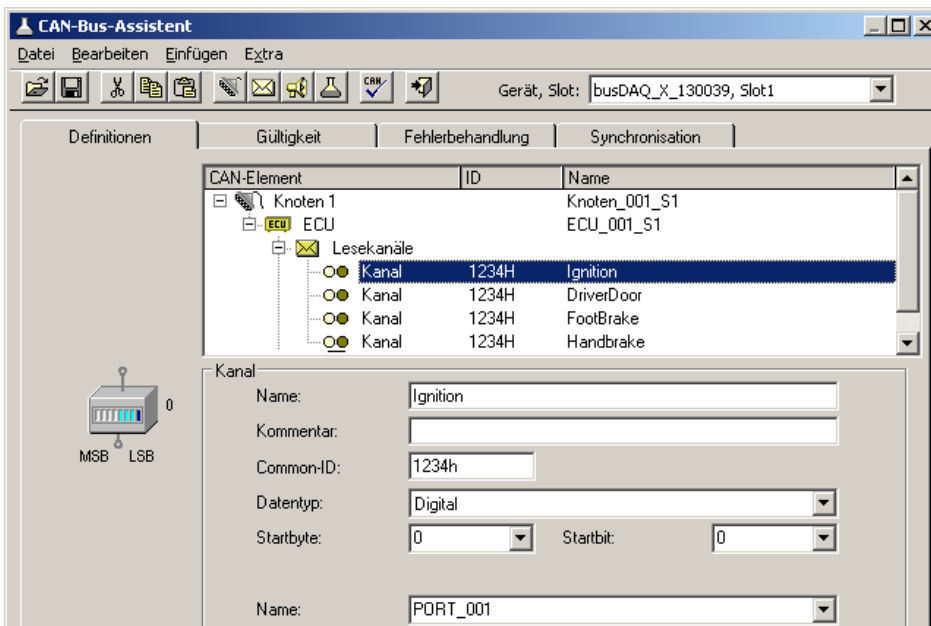 CAN-Bus-Assistent
Datei Bearbeiten Einfügen Extra
CAN Gerät, Slot: busDAQ_X_130039, Slot1
Definitionen Gültigkeit Fehlerbehandlung Synchronisation
CAN-Element ID Name
Knoten 1 Knoten_001_S1
ECU ECU ECU_001_S1
Lesekanäle
Kanal 1234H Ignition
Kanal 1234H DriverDoor
Kanal 1234H FootBrake
Kanal 1234H Handbrake
Kanal
Name: Ignition
0
Kommentar:
MSB LSB
Common-ID: 1234h
Datentyp: Digital
Startbyte: 0 Startbit: 0
Name: PORT_001